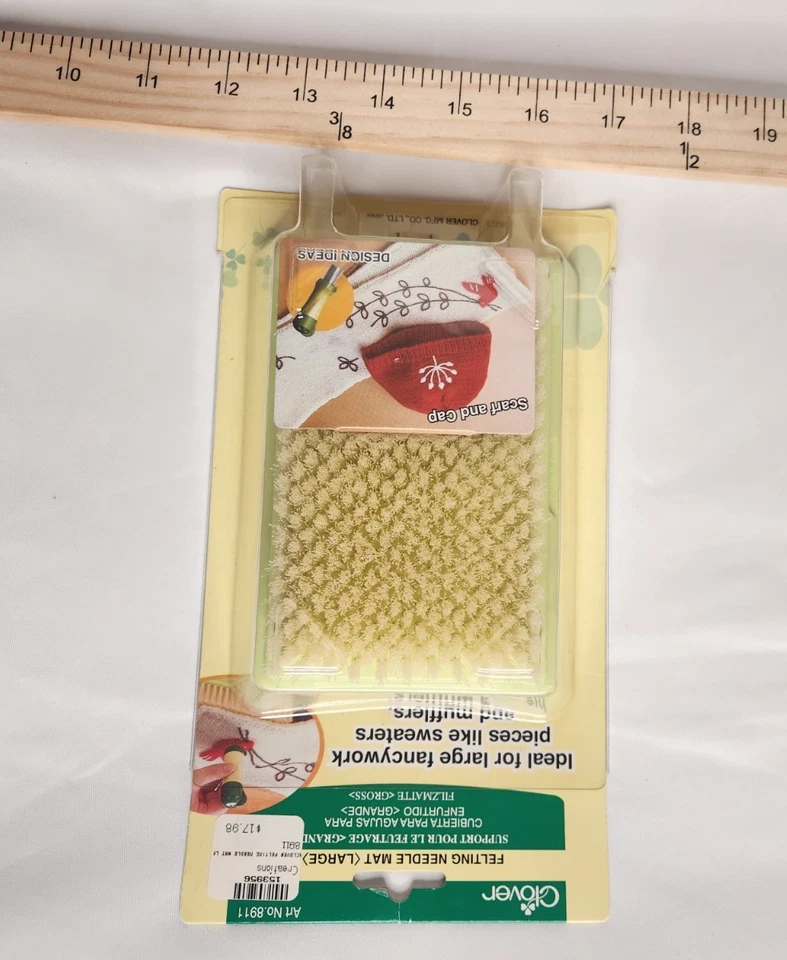 10 11 12 13 14 15 16 17 18 19
3/8 1/2
Clover
Art No.8911
FELTING NEEDLE MAT <LARGE>
SUPPORT POUR LE FEUTRAGE <GRAND
CUBIERTA PARA AGUJAS PARA
ENFURTIDO <GRANDE>
FILZMATTE <GROSS>
153956
Creations
CLOVER FELTING NEEDLE MAT
8911
$17.98
Ideal for large fancywork
pieces like sweaters
and mufflers.
Scarf and Cap
DESIGN IDEAS
CLOVER MFG. CO., LTD. JAPAN